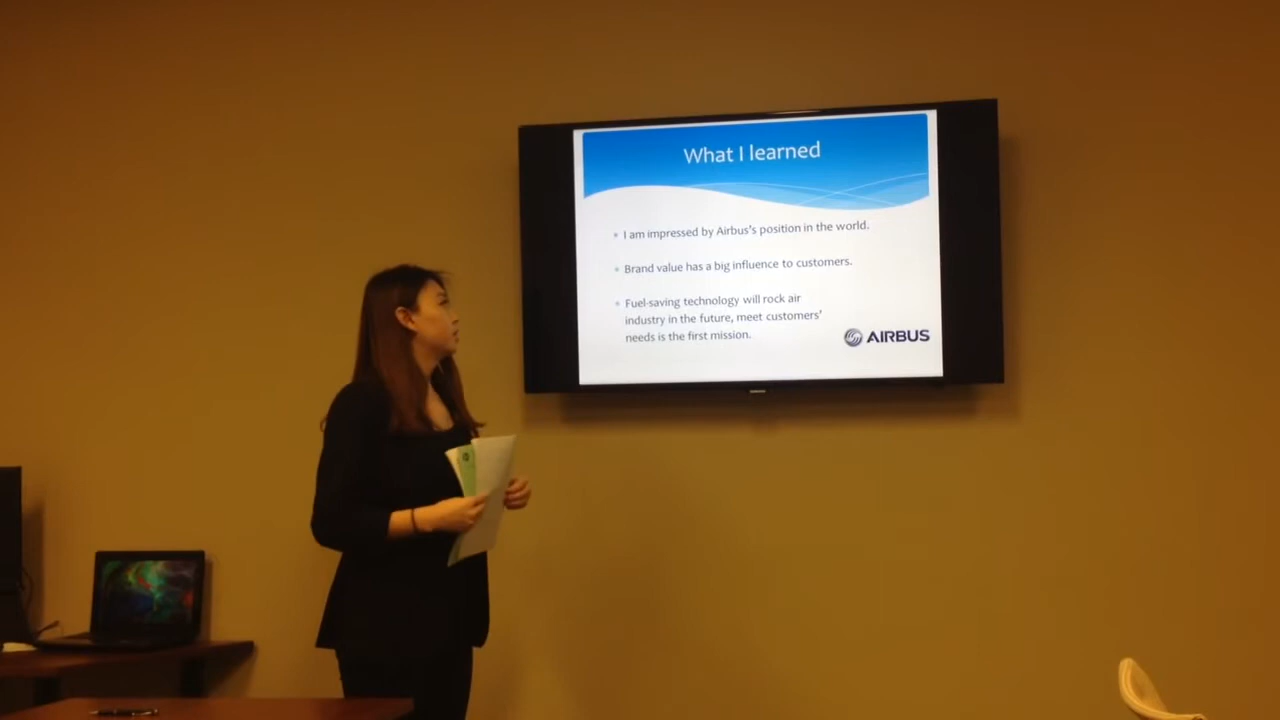 What I learned
I am impressed by Airbus's position in the world.
Brand value has a big influence to customers.
Fuel-saving technology will rock air
industry in the future, meet customers'
needs is the first mission.
AIRBUS